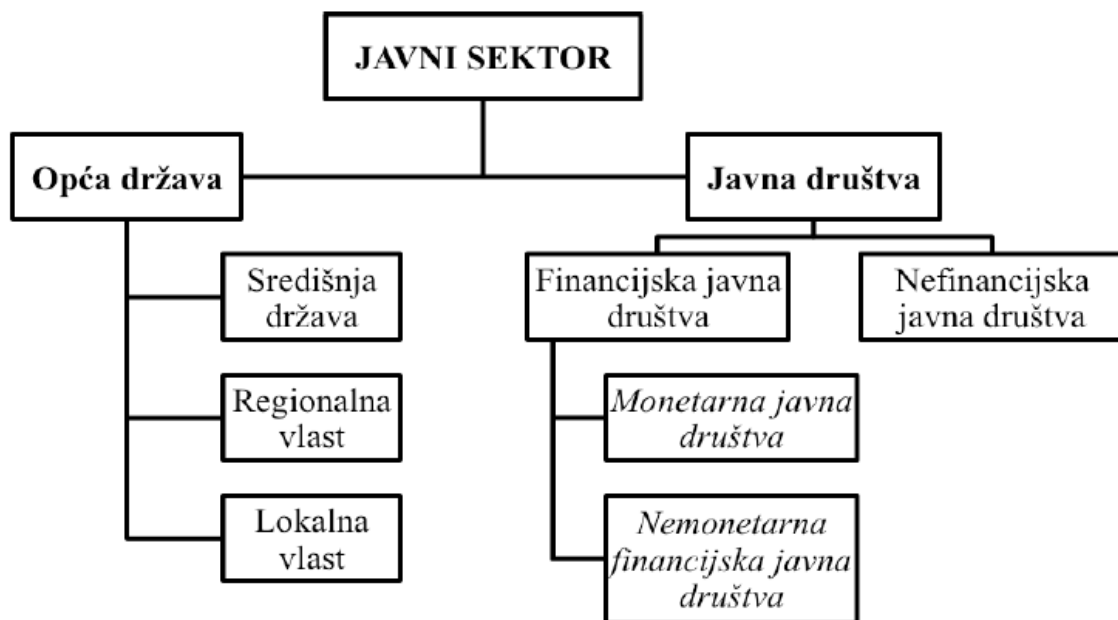 JAVNI SEKTOR
Opća država
Javna društva
Središnja
država
Regionalna
vlast
Lokalna
vlast
Financijska javna
društva
Nefinancijska
javna društva
Monetarna javna
društva
Nemonetarna
financijska javna
društva